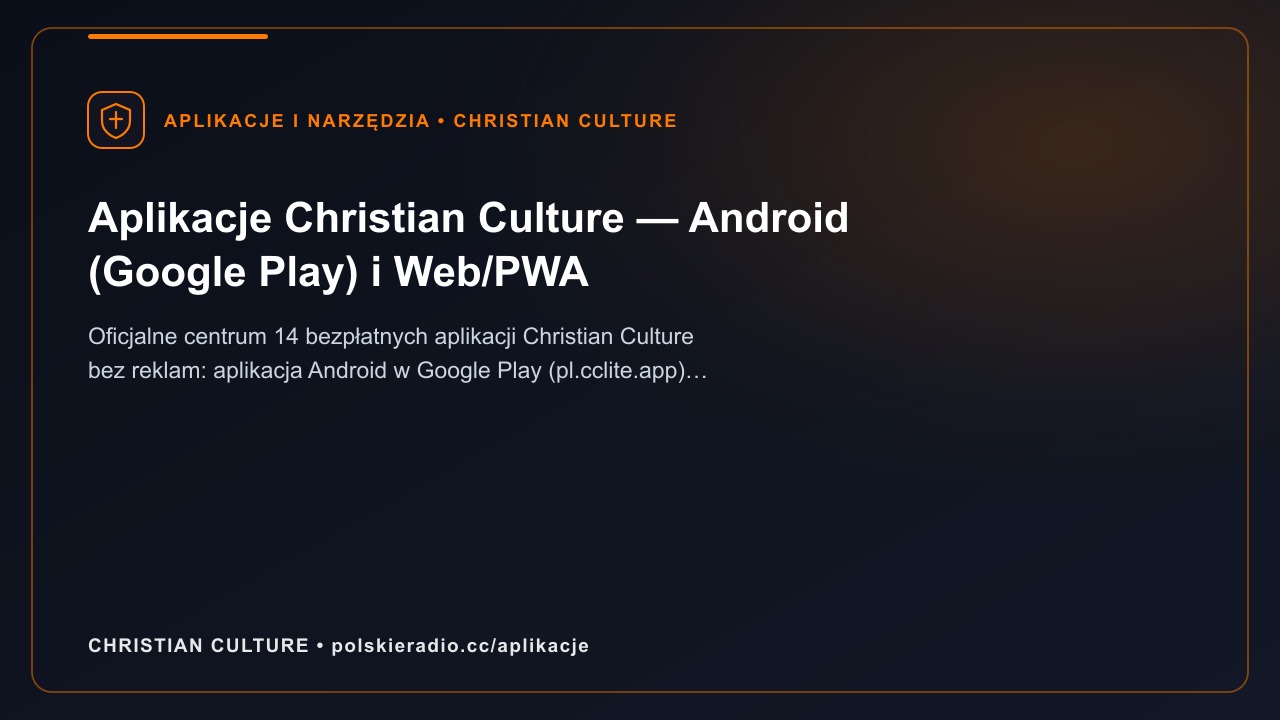 APLIKACJE I NARZĘDZIA • CHRISTIAN CULTURE
Aplikacje Christian Culture — Android
(Google Play) i Web/PWA
Oficjalne centrum 14 bezpłatnych aplikacji Christian Culture
bez reklam: aplikacja Android w Google Play (pl.cclite.app)…
CHRISTIAN CULTURE • polskieradio.cc/aplikacje